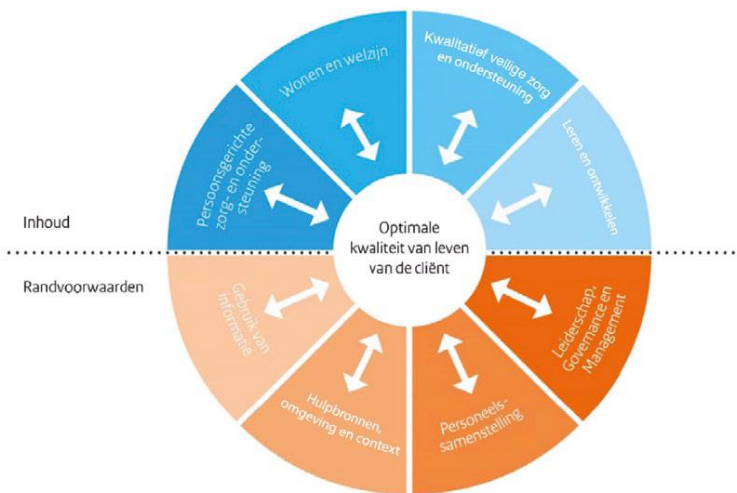 Wonen en welzijn
Kwalitatief veilige zorg
en ondersteuning
Persoonsgerichte
zorg- en onder-
steuning
Leren en ontwikkelen
Inhoud
Optimale
kwaliteit van leven
van de cliënt
Randvoorwaarden
Gebruik van
informatie
Leiderschap,
Governance en
Management
Hulpbronnen,
omgeving en context
Personeels-
samenstelling